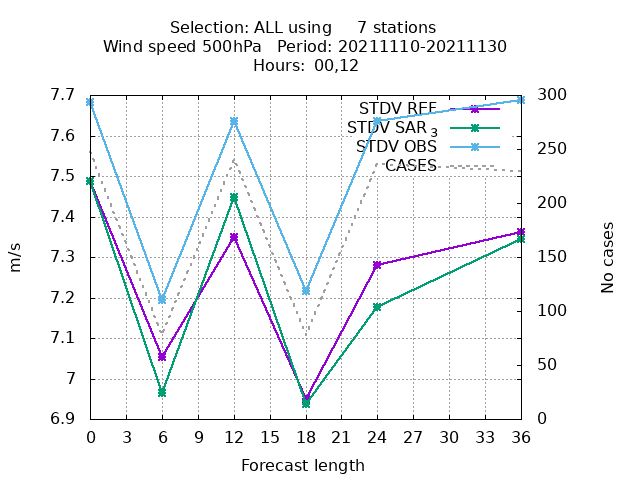 Selection: ALL using     7 stations
Wind speed 500hPa   Period: 20211110-20211130
Hours:  00,12
7.7
7.6
7.5
7.4
7.3
7.2
7.1
7
6.9
m/s
STDV REF
STDV SAR 3
STDV OBS
CASES
300
250
200
150
100
50
0
No cases
0 3 6 9 12 15 18 21 24 27 30 33 36
Forecast length